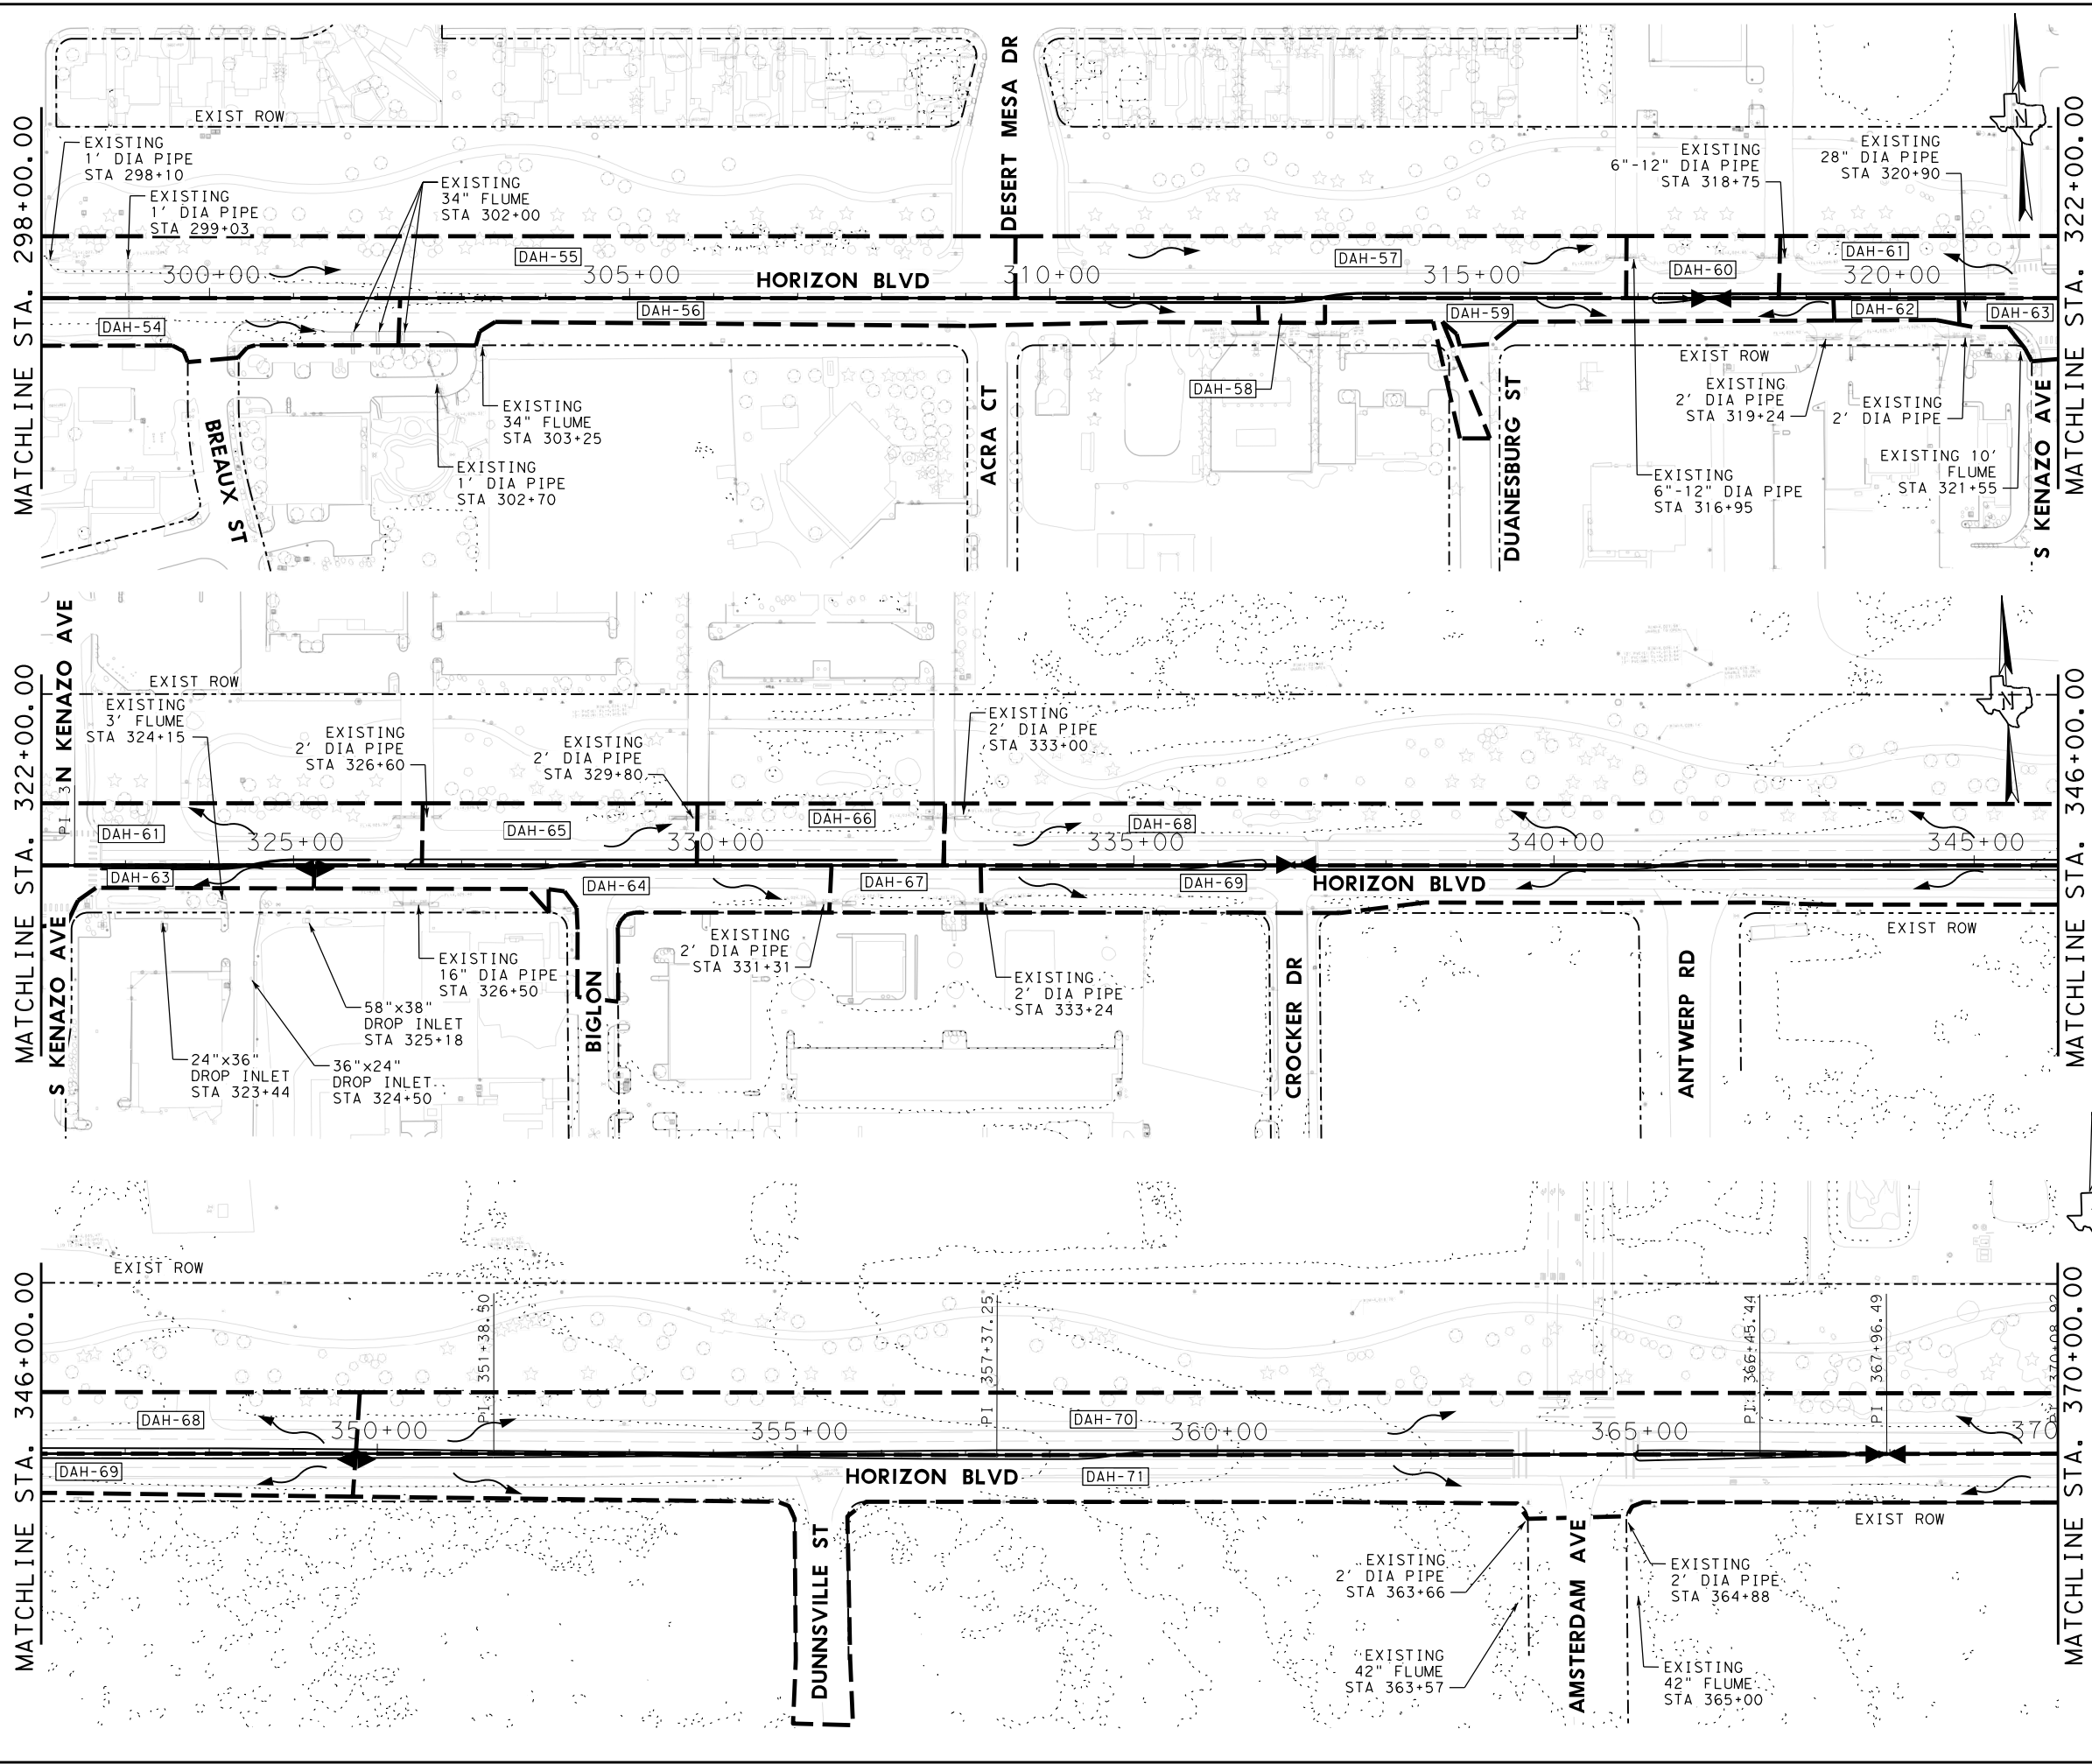 MATCHLINE STA. 298+00.00
EXIST ROW
EXISTING
1' DIA PIPE
STA 298+10
EXISTING
1' DIA PIPE
STA 299+03
EXISTING
34" FLUME
STA 302+00
DESERT MESA DR
EXISTING
6"-12" DIA PIPE
STA 318+75
EXISTING
28" DIA PIPE
STA 320+90
N
MATCHLINE STA. 322+00.00
DAH-55
DAH-57
DAH-60
DAH-61
300+00
305+00
HORIZON BLVD
310+00
315+00
320+00
DAH-54
DAH-56
DAH-59
DAH-62
DAH-63
DAH-58
EXIST ROW
BREAUX ST
EXISTING
34" FLUME
STA 303+25
EXISTING
1' DIA PIPE
STA 302+70
ACRA CT
DUANESBURG ST
EXISTING
2' DIA PIPE
STA 319+24
EXISTING
2' DIA PIPE
EXISTING
6"-12" DIA PIPE
STA 316+95
EXISTING 10'
FLUME
STA 321+55
S KENAZO AVE
MATCHLINE STA. 322+00.00
N KENAZO AVE
PI 3
EXIST ROW
EXISTING
3' FLUME
STA 324+15
EXISTING
2' DIA PIPE
STA 326+60
EXISTING
2' DIA PIPE
STA 329+80
EXISTING
2' DIA PIPE
STA 333+00
N
MATCHLINE STA. 346+00.00
DAH-61
DAH-65
DAH-66
DAH-68
325+00
330+00
335+00
340+00
345+00
DAH-63
DAH-64
DAH-67
DAH-69
HORIZON BLVD
S KENAZO AVE
EXIST ROW
EXISTING
16" DIA PIPE
STA 326+50
58"x38"
DROP INLET
STA 325+18
24"x36"
DROP INLET
STA 323+44
36"x24"
DROP INLET
STA 324+50
BIGLON
EXISTING
2' DIA PIPE
STA 331+31
EXISTING
2' DIA PIPE
STA 333+24
CROCKER DR
ANTWERP RD
MATCHLINE STA. 346+00.00
EXIST ROW
PI 351+38.50
PI 357+37.25
PI 366+45.44
PI 367+96.49
370+08.92
MATCHLINE STA. 370+00.00
DAH-68
DAH-70
350+00
355+00
360+00
365+00
370
DAH-69
HORIZON BLVD
DAH-71
EXIST ROW
DUNNSVILLE ST
EXISTING
2' DIA PIPE
STA 363+66
EXISTING
42" FLUME
STA 363+57
AMSTERDAM AVE
EXISTING
2' DIA PIPE
STA 364+88
EXISTING
42" FLUME
STA 365+00